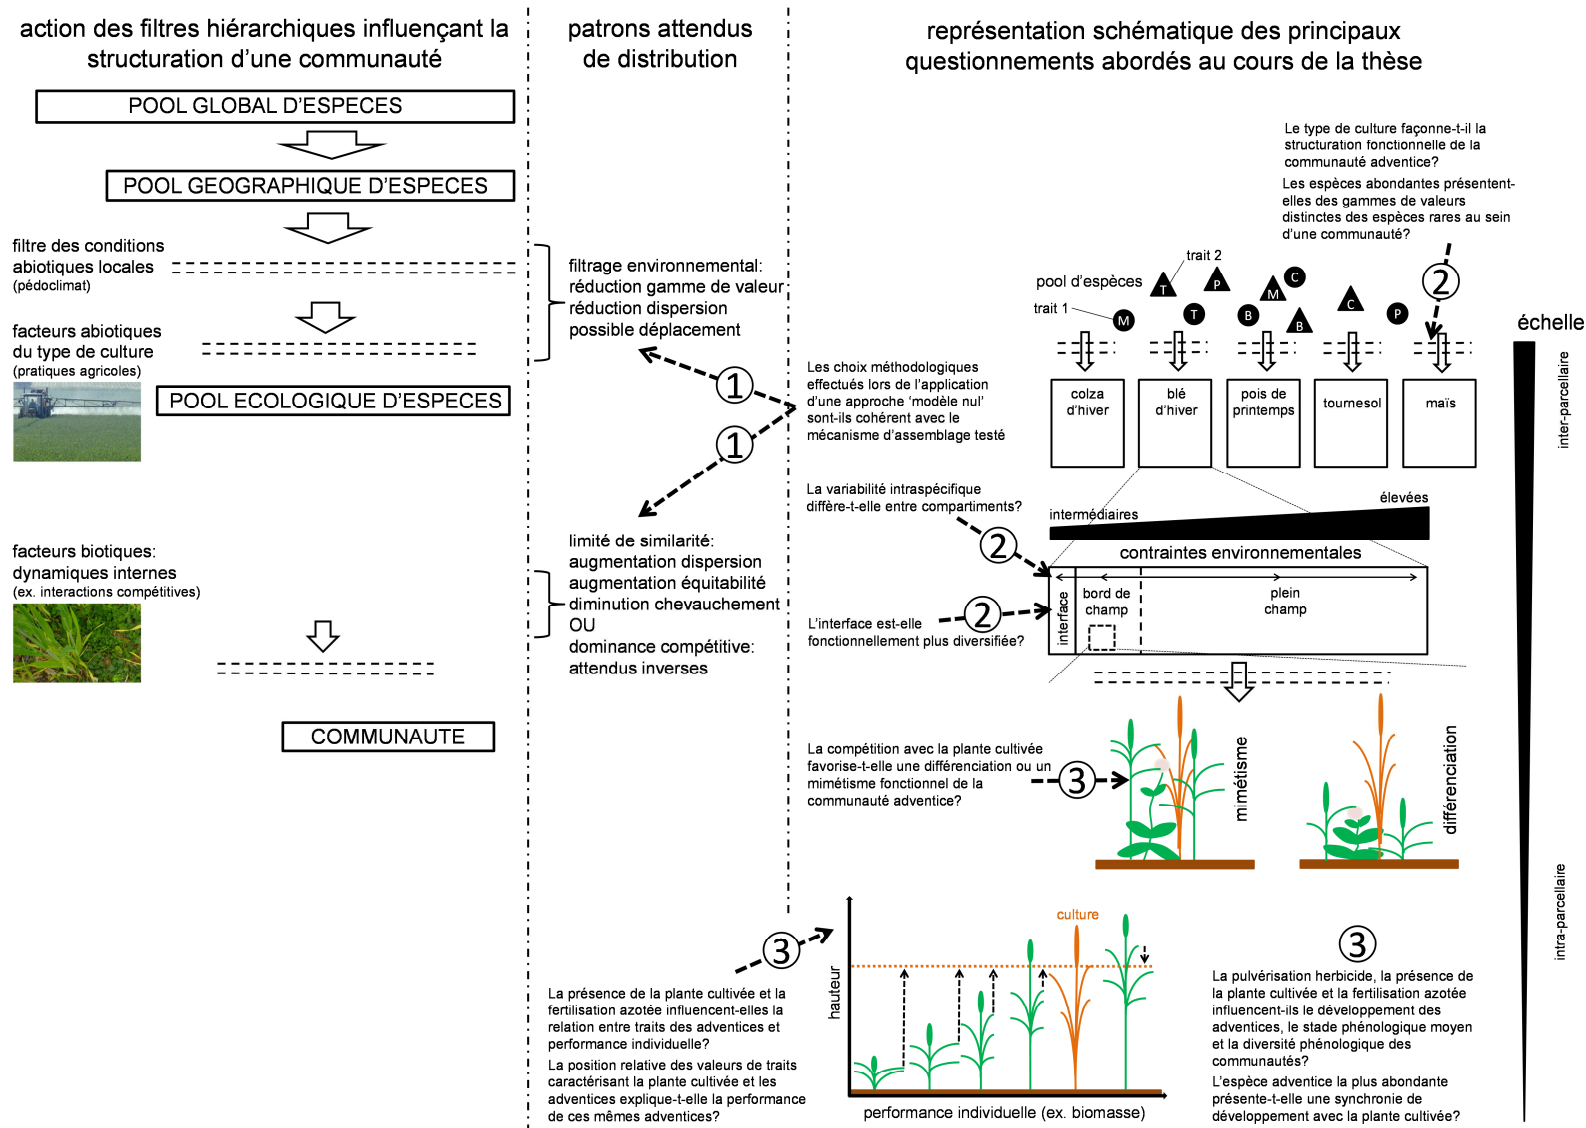 action des filtres hiérarchiques influençant la
structuration d'une communauté
POOL GLOBAL D'ESPECES
POOL GEOGRAPHIQUE D'ESPECES
filtre des conditions
abiotiques locales
(pédoclimat)
facteurs abiotiques
du type de culture
(pratiques agricoles)
POOL ECOLOGIQUE D'ESPECES
facteurs biotiques:
dynamiques internes
(ex. interactions compétitives)
COMMUNAUTE
patrons attendus
de distribution
filtrage environnemental:
réduction gamme de valeur
réduction dispersion
possible déplacement
1
1
limité de similarité:
augmentation dispersion
augmentation équitabilité
diminution chevauchement
OU
dominance compétitive:
attendus inverses
représentation schématique des principaux
questionnements abordés au cours de la thèse
Le type de culture façonne-t-il la
structuration fonctionnelle de la
communauté adventice?
Les espèces abondantes présentent-
elles des gammes de valeurs
distinctes des espèces rares au sein
d'une communauté?
2
trait 2
pool d'espèces
trait 1
M
T
T
P
B
M
C
B
C
P
échelle
inter-parcellaire
intra-parcellaire
Les choix méthodologiques
effectués lors de l'application
d'une approche 'modèle nul'
sont-ils cohérent avec le
mécanisme d'assemblage testé
colza
d'hiver
blé
d'hiver
pois de
printemps
tournesol
maïs
La variabilité intraspécifique
diffère-t-elle entre compartiments?
2
intermédiaires
élevées
contraintes environnementales
interface
bord de
champ
plein
champ
L'interface est-elle
fonctionnellement plus diversifiée?
2
La compétition avec la plante cultivée
favorise-t-elle une différenciation ou un
mimétisme fonctionnel de la
communauté adventice?
3
mimétisme
différenciation
3
La présence de la plante cultivée et la
fertilisation azotée influencent-elles la
relation entre traits des adventices et
performance individuelle?
La position relative des valeurs de traits
caractérisant la plante cultivée et les
adventices explique-t-elle la performance
de ces mêmes adventices?
hauteur
culture
performance individuelle (ex. biomasse)
3
La pulvérisation herbicide, la présence de
la plante cultivée et la fertilisation azotée
influencent-ils le développement des
adventices, le stade phénologique moyen
et la diversité phénologique des
communautés?
L'espèce adventice la plus abondante
présente-t-elle une synchronie de
développement avec la plante cultivée?